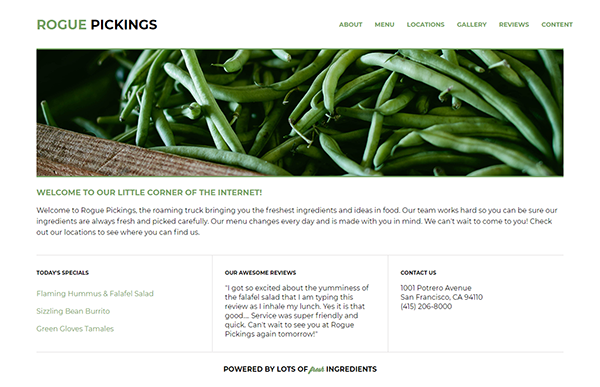 ROGUE PICKINGS
ABOUT MENU LOCATIONS GALLERY REVIEWS CONTENT
WELCOME TO OUR LITTLE CORNER OF THE INTERNET!
Welcome to Rogue Pickings, the roaming truck bringing you the freshest ingredients and ideas in food. Our team works hard so you can be sure our
ingredients are always fresh and picked carefully. Our menu changes every day and is made with you in mind. We can't wait to come to you! Check
out our locations to see where you can find us.
TODAY'S SPECIALS
Flaming Hummus & Falafel Salad
Sizzling Bean Burrito
Green Gloves Tamales
OUR AWESOME REVIEWS
"I got so excited about the yumminess
of the falafel salad that I am typing this
review as I inhale my lunch. Yes it is that
good.... Service was super friendly and
quick. Can't wait to see you at Rogue
Pickings again tomorrow!"
CONTACT US
1001 Potrero Avenue
San Francisco, CA 94110
(415) 206-8000
POWERED BY LOTS OF fresh INGREDIENTS